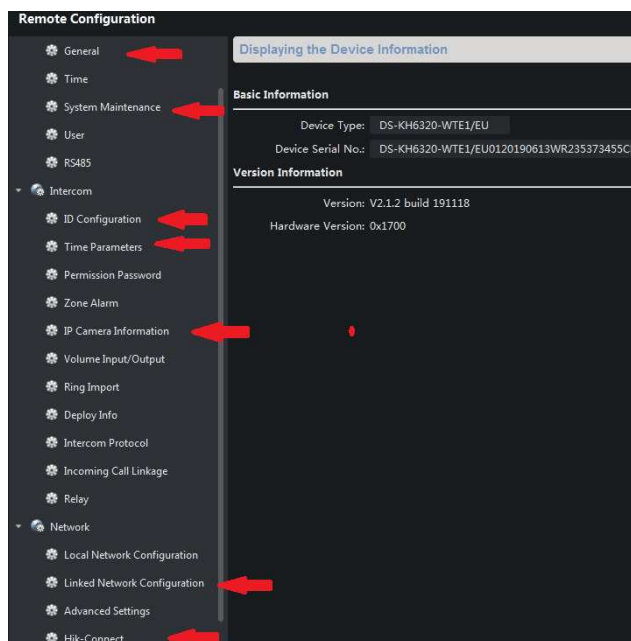 Remote Configuration
General
Time
System Maintenance
User
RS485
Intercom
ID Configuration
Time Parameters
Permission Password
Zone Alarm
IP Camera Information
Volume Input/Output
Ring Import
Deploy Info
Intercom Protocol
Incoming Call Linkage
Relay
Network
Local Network Configuration
Linked Network Configuration
Advanced Settings
Hik-Connect
Displaying the Device Information
Basic Information
Device Type: DS-KH6320-WTE1/EU
Device Serial No.: DS-KH6320-WTE1/EU0120190613WR235373455C
Version Information
Version: V2.1.2 build 191118
Hardware Version: 0x1700